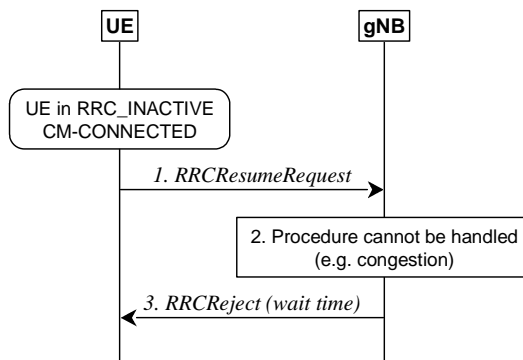 UE
gNB
UE in RRC_INACTIVE
CM-CONNECTED
1. RRCResumeRequest
2. Procedure cannot be handled
(e.g. congestion)
3. RRCReject (wait time)